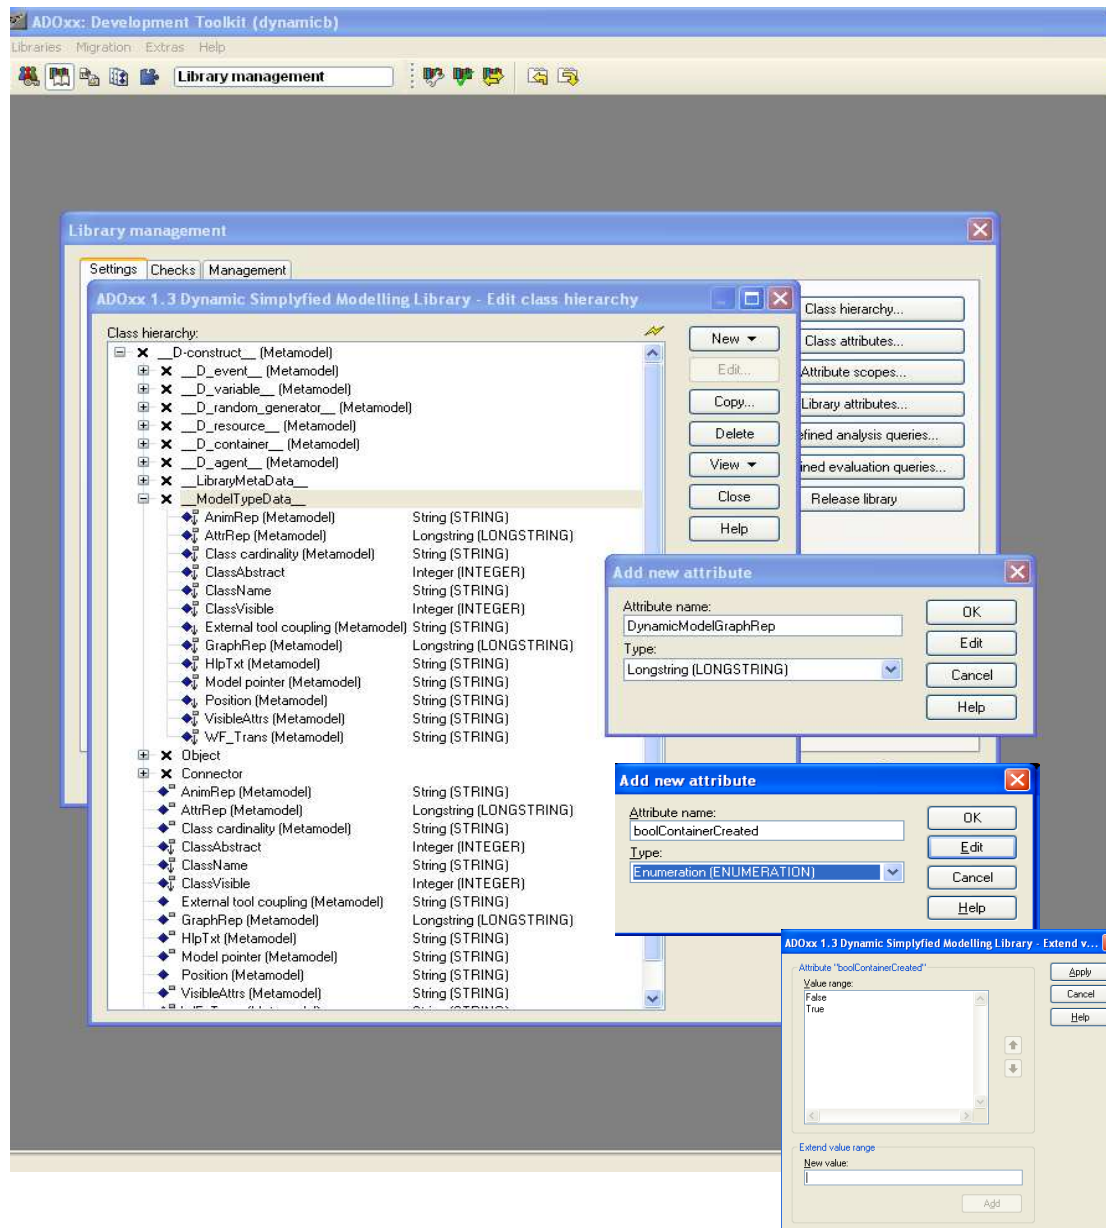 ADOxx: Development Toolkit (dynamicb)
Libraries Migration Extras Help
Library management
Library management
Settings Checks Management
ADOxx 1.3 Dynamic Simplyfied Modelling Library - Edit class hierarchy
Class hierarchy:
__D-construct__ (Metamodel)
__D_event__ (Metamodel)
__D_variable__ (Metamodel)
__D_random_generator__ (Metamodel)
__D_resource__ (Metamodel)
__D_container__ (Metamodel)
__D_agent__ (Metamodel)
__LibraryMetaData__
__ModelTypeData__
AnimRep (Metamodel) String (STRING)
AttrRep (Metamodel) Longstring (LONGSTRING)
Class cardinality (Metamodel) String (STRING)
ClassAbstract Integer (INTEGER)
ClassName String (STRING)
ClassVisible Integer (INTEGER)
External tool coupling (Metamodel) String (STRING)
GraphRep (Metamodel) Longstring (LONGSTRING)
HlpTxt (Metamodel) String (STRING)
Model pointer (Metamodel) String (STRING)
Position (Metamodel) String (STRING)
VisibleAttrs (Metamodel) String (STRING)
WF_Trans (Metamodel) String (STRING)
Object
Connector
AnimRep (Metamodel) String (STRING)
AttrRep (Metamodel) Longstring (LONGSTRING)
Class cardinality (Metamodel) String (STRING)
ClassAbstract Integer (INTEGER)
ClassName String (STRING)
ClassVisible Integer (INTEGER)
External tool coupling (Metamodel) String (STRING)
GraphRep (Metamodel) Longstring (LONGSTRING)
HlpTxt (Metamodel) String (STRING)
Model pointer (Metamodel) String (STRING)
Position (Metamodel) String (STRING)
VisibleAttrs (Metamodel) String (STRING)
New
Edit...
Copy...
Delete
View
Close
Help
Class hierarchy...
Class attributes...
Attribute scopes...
Library attributes...
efined analysis queries...
ined evaluation queries...
Release library
Add new attribute
Attribute name:
DynamicModelGraphRep
Type:
Longstring (LONGSTRING)
OK
Edit
Cancel
Help
Add new attribute
Attribute name:
boolContainerCreated
Type:
Enumeration (ENUMERATION)
OK
Edit
Cancel
Help
ADOxx 1.3 Dynamic Simplyfied Modelling Library - Extend v...
Attribute "boolContainerCreated"
Value range:
False
True
Apply
Cancel
Help
Extend value range
New value:
Add